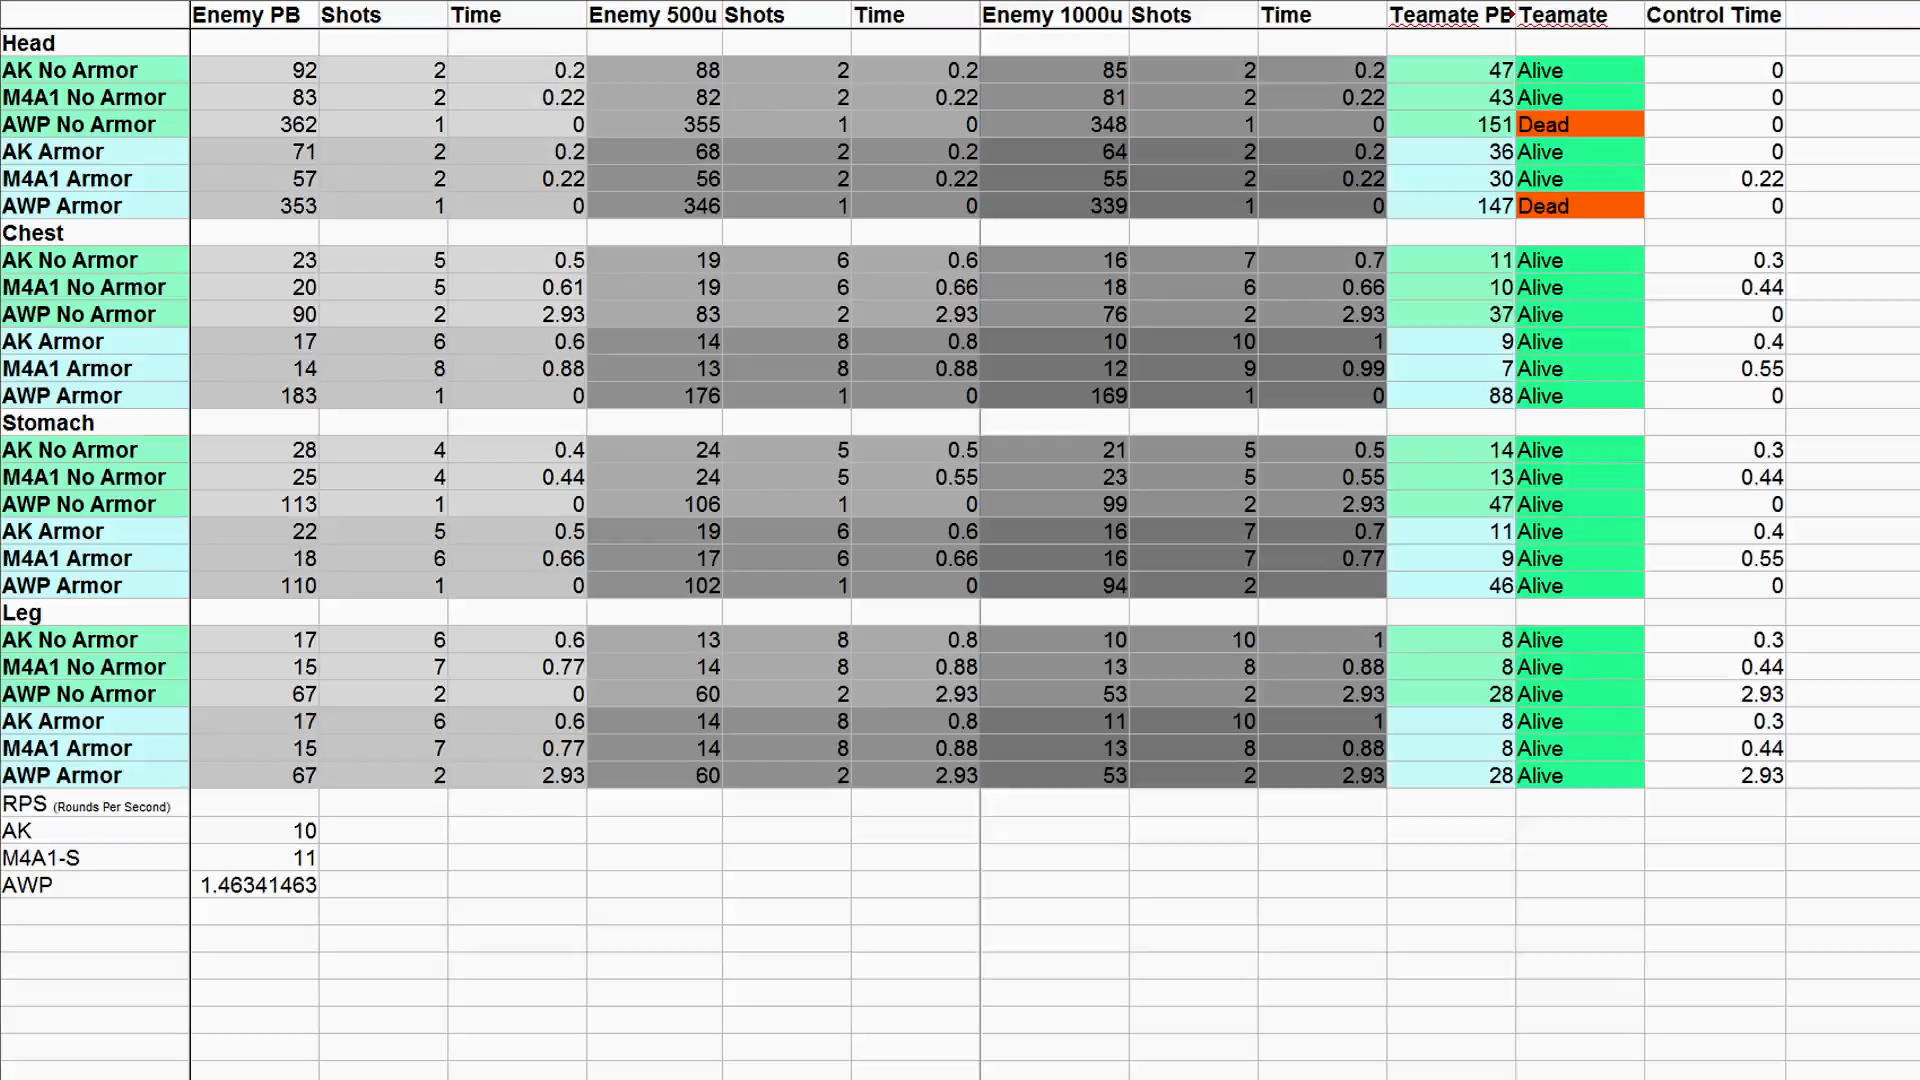 Enemy PB Shots Time Enemy 500u Shots Time Enemy 1000u Shots Time Teamate PB Teamate Control Time
Head
AK No Armor 92 2 0.2 88 2 0.2 85 2 0.2 47 Alive 0
M4A1 No Armor 83 2 0.22 82 2 0.22 81 2 0.22 43 Alive 0
AWP No Armor 362 1 0 355 1 0 348 1 0 151 Dead 0
AK Armor 71 2 0.2 68 2 0.2 64 2 0.2 36 Alive 0
M4A1 Armor 57 2 0.22 56 2 0.22 55 2 0.22 30 Alive 0.22
AWP Armor 353 1 0 346 1 0 339 1 0 147 Dead 0
Chest
AK No Armor 23 5 0.5 19 6 0.6 16 7 0.7 11 Alive 0.3
M4A1 No Armor 20 5 0.61 19 6 0.66 18 6 0.66 10 Alive 0.44
AWP No Armor 90 2 2.93 83 2 2.93 76 2 2.93 37 Alive 0
AK Armor 17 6 0.6 14 8 0.8 10 10 1 9 Alive 0.4
M4A1 Armor 14 8 0.88 13 8 0.88 12 9 0.99 7 Alive 0.55
AWP Armor 183 1 0 176 1 0 169 1 0 88 Alive 0
Stomach
AK No Armor 28 4 0.4 24 5 0.5 21 5 0.5 14 Alive 0.3
M4A1 No Armor 25 4 0.44 24 5 0.55 23 5 0.55 13 Alive 0.44
AWP No Armor 113 1 0 106 1 0 99 2 2.93 47 Alive 0
AK Armor 22 5 0.5 19 6 0.6 16 7 0.7 11 Alive 0.4
M4A1 Armor 18 6 0.66 17 6 0.66 16 7 0.77 9 Alive 0.55
AWP Armor 110 1 0 102 1 0 94 2 46 Alive 0
Leg
AK No Armor 17 6 0.6 13 8 0.8 10 10 1 8 Alive 0.3
M4A1 No Armor 15 7 0.77 14 8 0.88 13 8 0.88 8 Alive 0.44
AWP No Armor 67 2 0 60 2 2.93 53 2 2.93 28 Alive 2.93
AK Armor 17 6 0.6 14 8 0.8 11 10 1 8 Alive 0.3
M4A1 Armor 15 7 0.77 14 8 0.88 13 8 0.88 8 Alive 0.44
AWP Armor 67 2 2.93 60 2 2.93 53 2 2.93 28 Alive 2.93
RPS (Rounds Per Second)
AK 10
M4A1-S 11
AWP 1.46341463